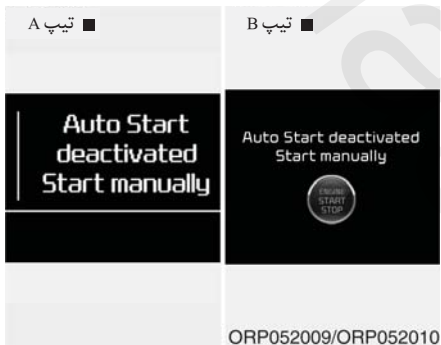 ■ تیپ A
Auto Start
deactivated
Start manually
■ تیپ B
Auto Start deactivated
Start manually
ENGINE
START
STOP
ORP052009/ORP052010